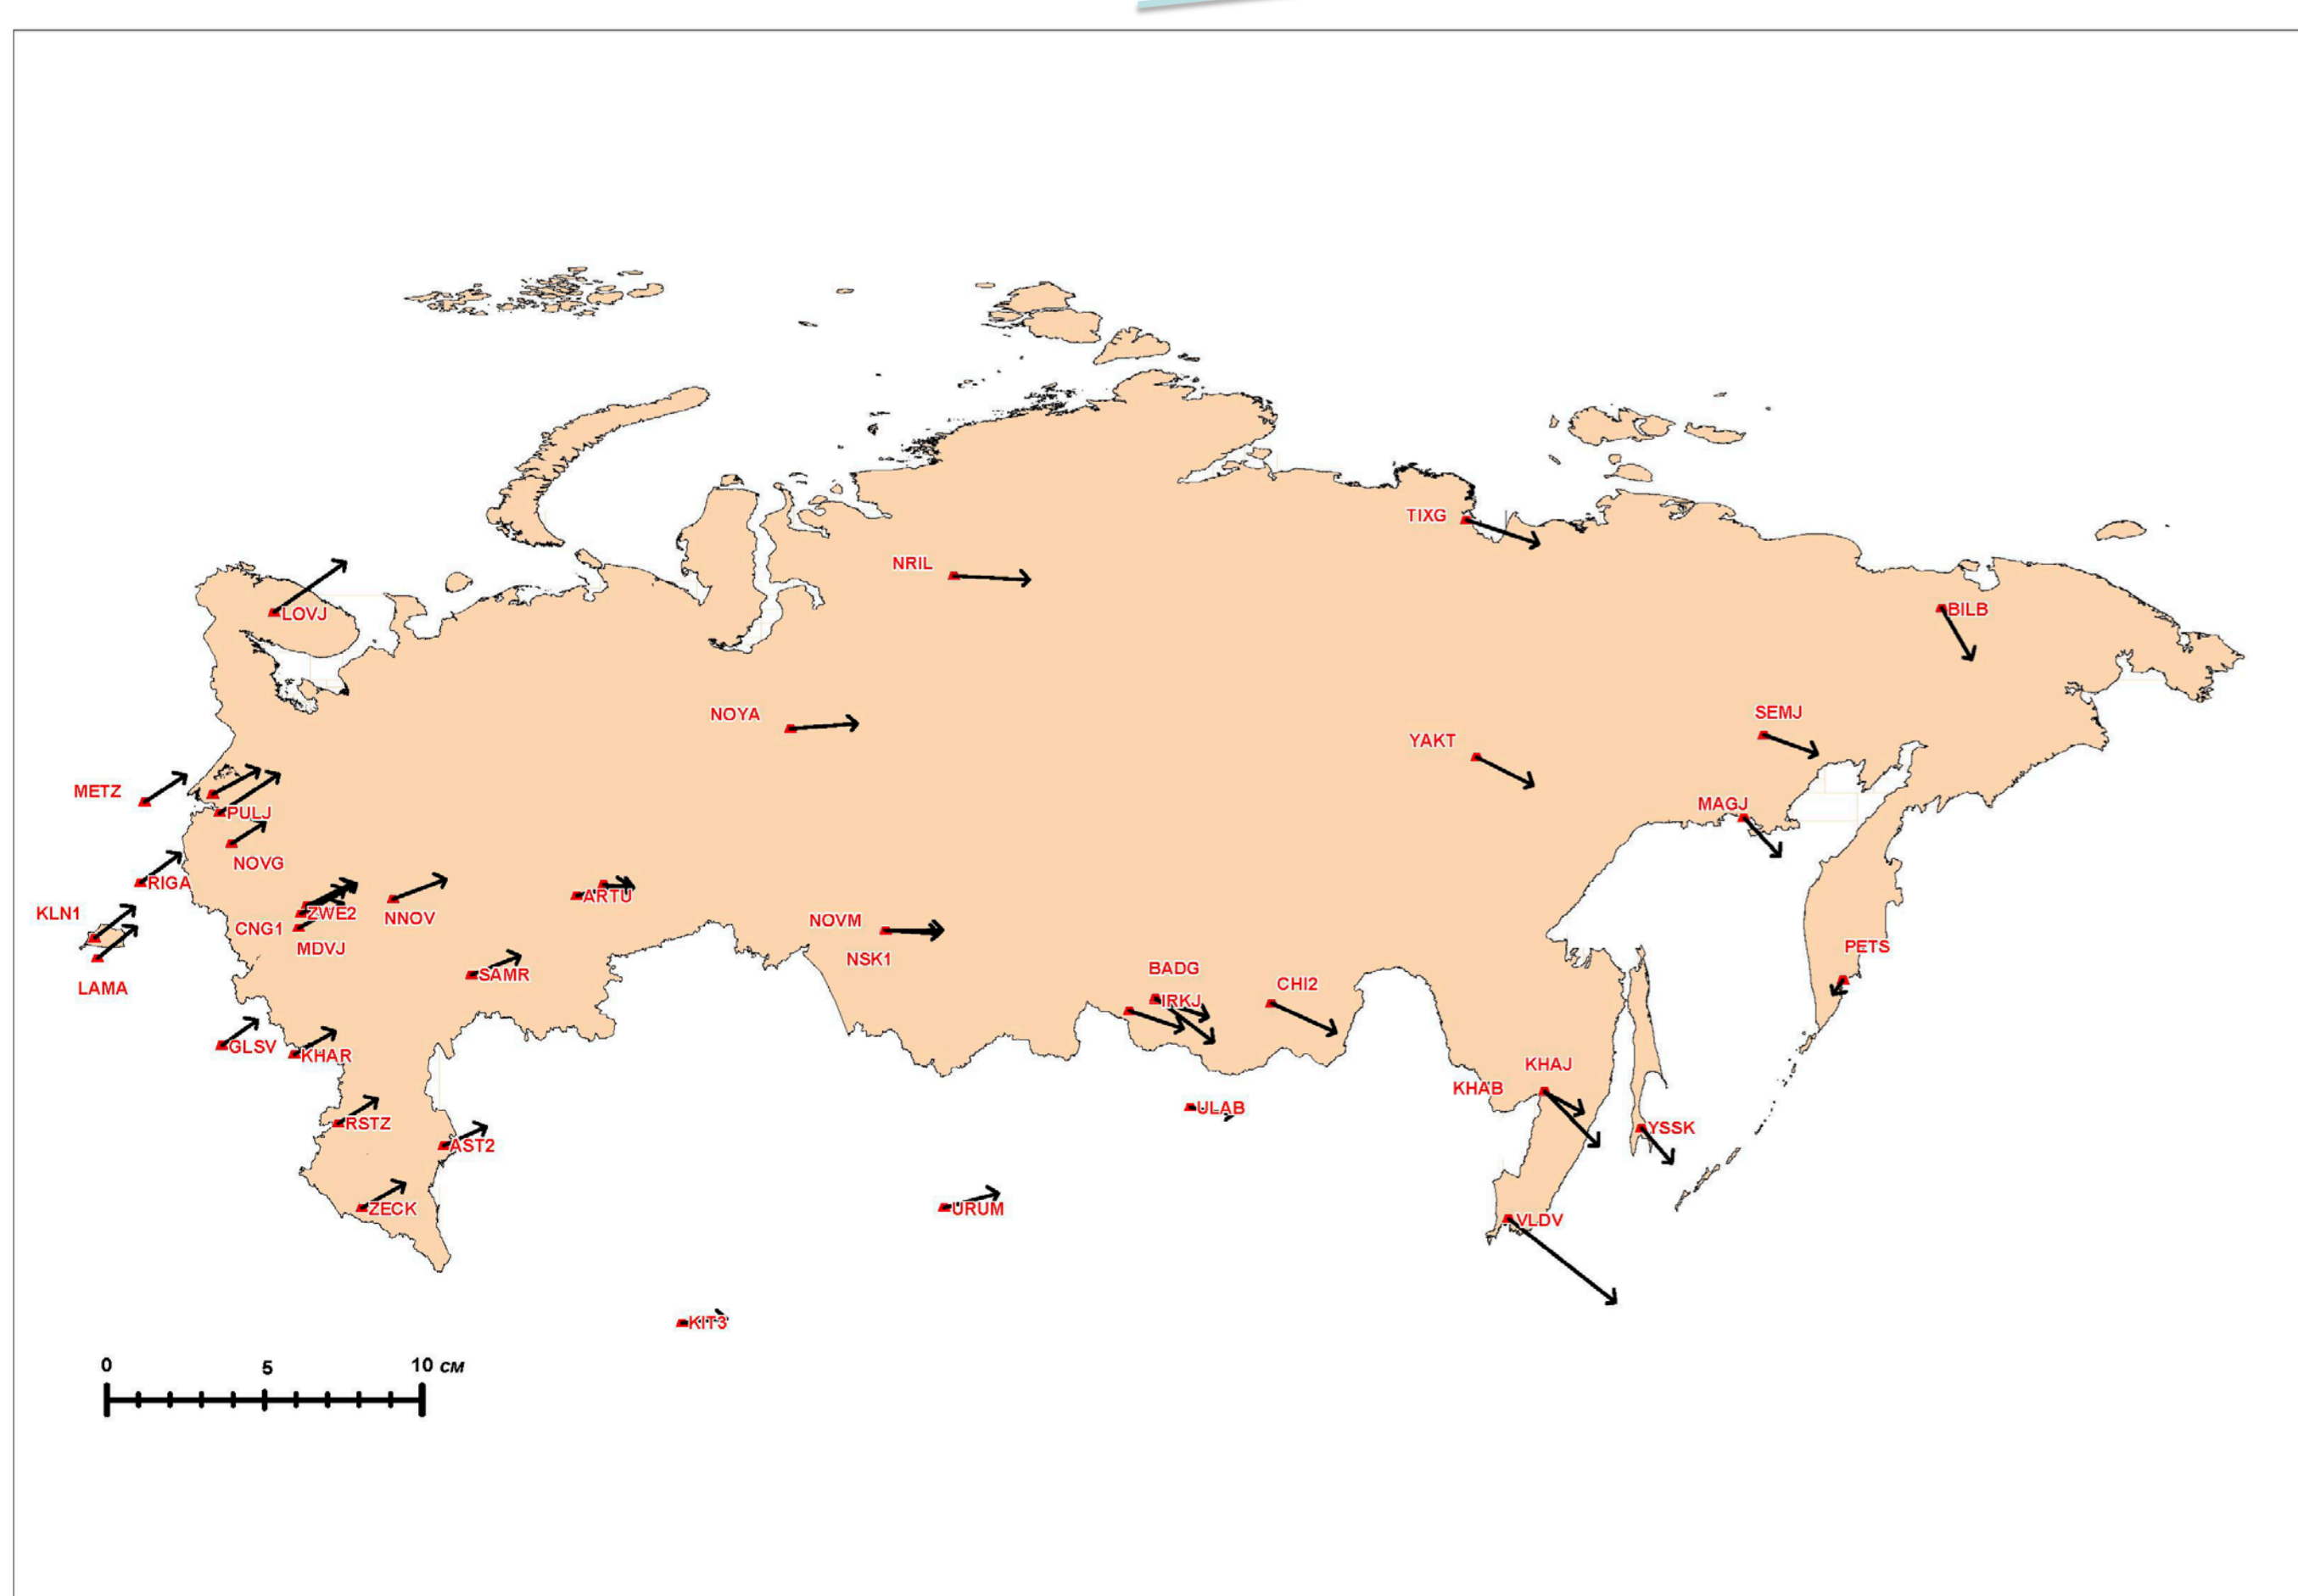 TIXG
NRIL
LOVJ
BILB
NOYA
SEMJ
YAKT
METZ
PULJ
MAGJ
NOVG
RIGA
ARTU
KLN1
ZWE2
NNOV
CNG1
MDVJ
NOVM
NSK1
PETS
SAMR
BADG
LAMA
IRKJ
CHI2
GLSV
KHAR
KHAJ
KHAB
ULAB
RSTZ
YSSK
AST2
ZECK
URUM
VLDV
KIT3
0 5 10 см